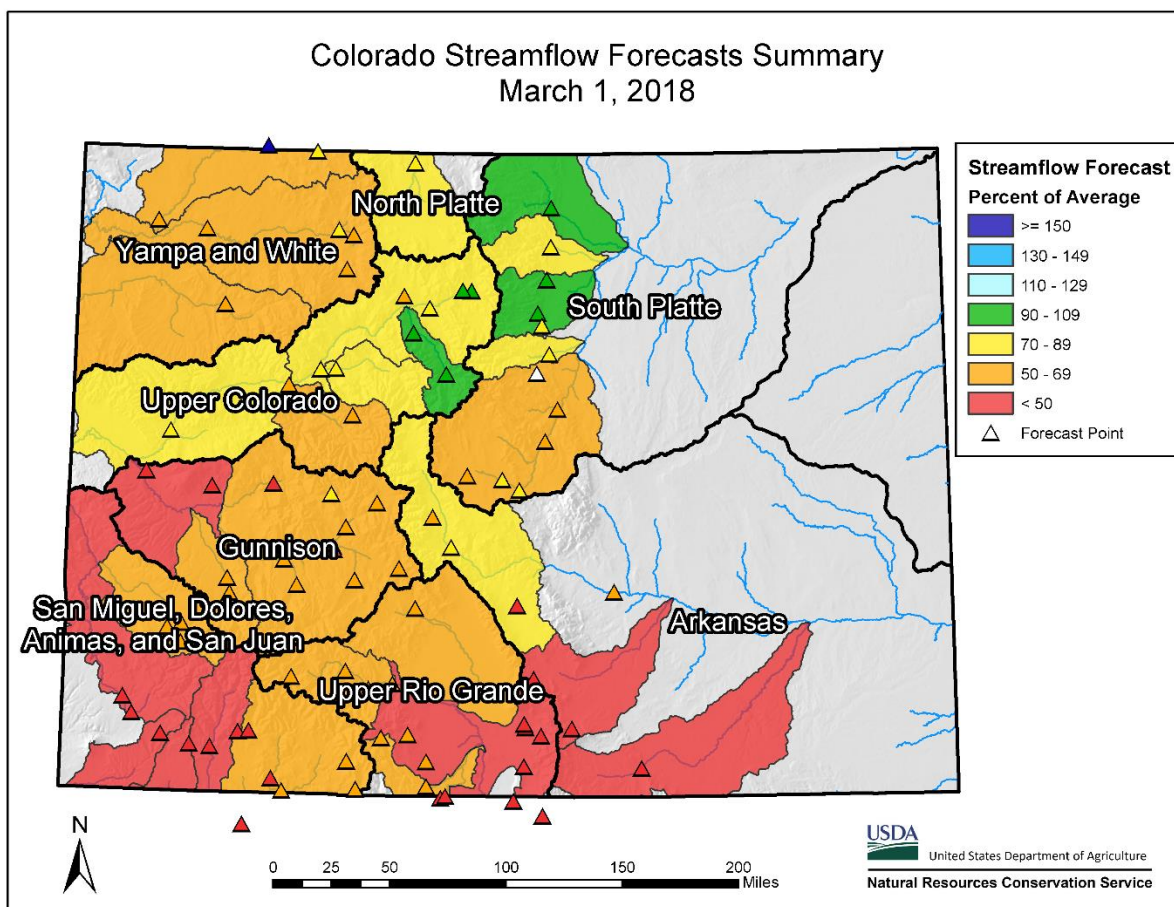 Colorado Streamflow Forecasts Summary
March 1, 2018
Streamflow Forecast
Percent of Average
>= 150
130 - 149
110 - 129
90 - 109
70 - 89
50 - 69
< 50
Forecast Point
North Platte
Yampa and White
South Platte
Upper Colorado
Gunnison
San Miguel, Dolores,
Animas, and San Juan
Arkansas
Upper Rio Grande
N
0 25 50 100 150 200
Miles
USDA
United States Department of Agriculture
Natural Resources Conservation Service